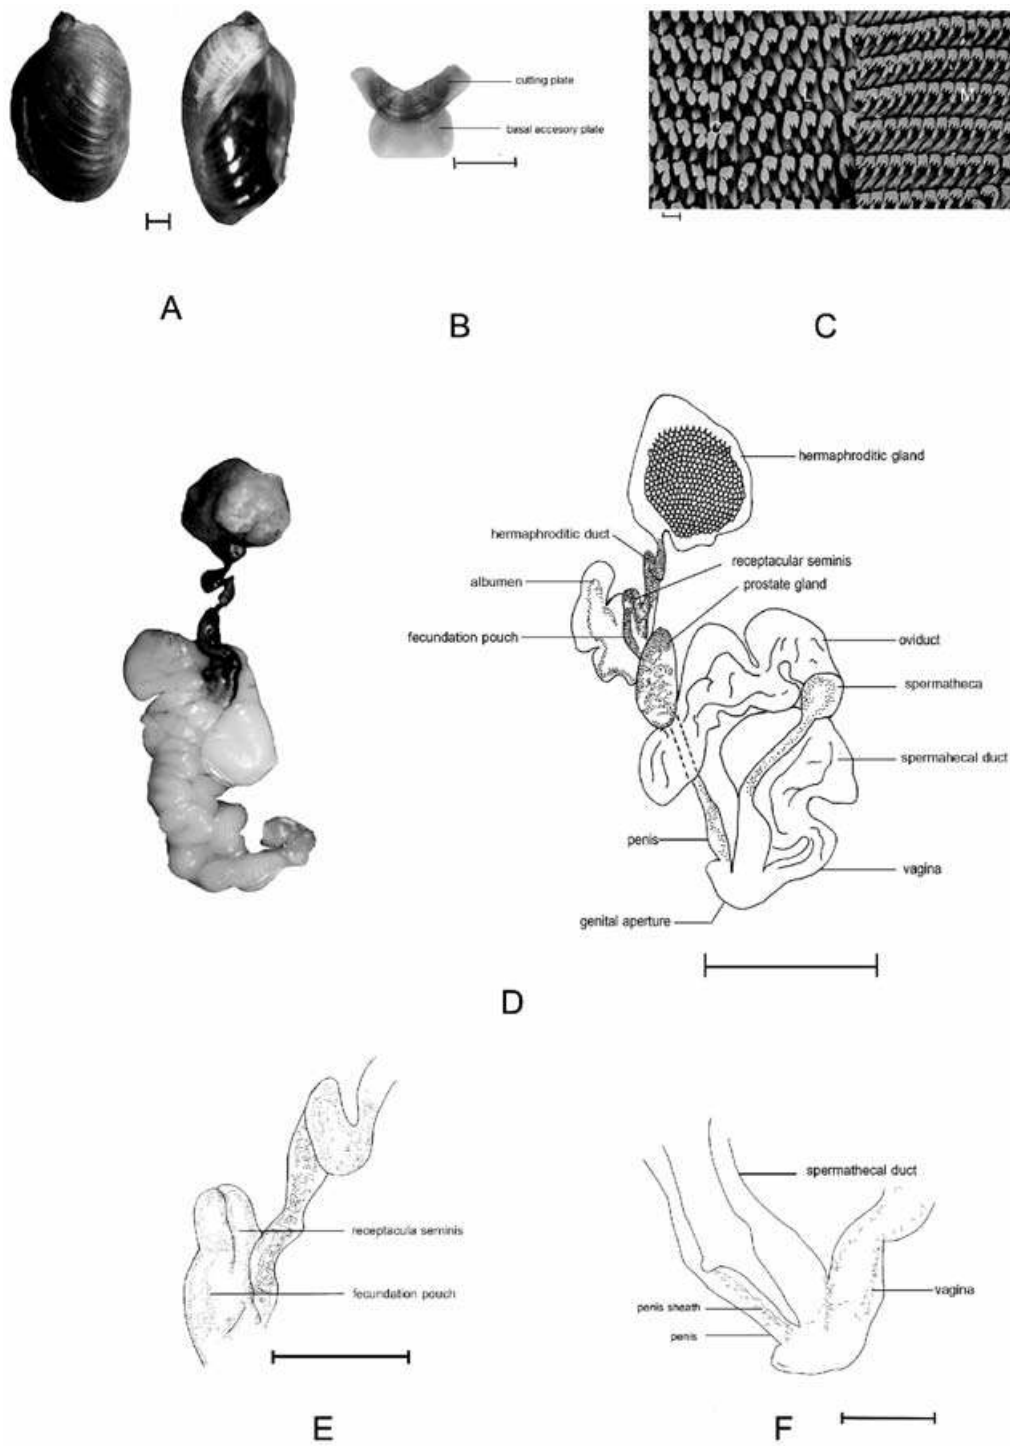 cutting plate
basal accesory plate
C
L
M
A
B
C
hermaphroditic gland
hermaphroditic duct
receptacular seminis
albumen
prostate gland
fecundation pouch
oviduct
spermatheca
spermahecal duct
penis
vagina
genital aperture
D
spermathecal duct
receptacula seminis
fecundation pouch
penis sheath
vagina
penis
E
F